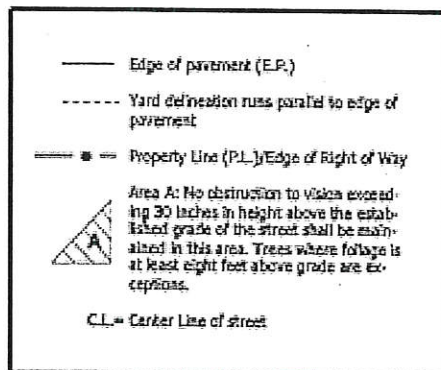 Edge of pavement (E.P.)
Yard delineation runs parallel to edge of
pavement
Property Line (P.L.)/Edge of Right of Way
Area A: No obstruction to vision exceed-
ing 30 inches in height above the estab-
lished grade of the street shall be main-
ained in this area. Trees where foliage is
at least eight feet above grade are ex-
ceptions.
A
C.L.= Center Line of street